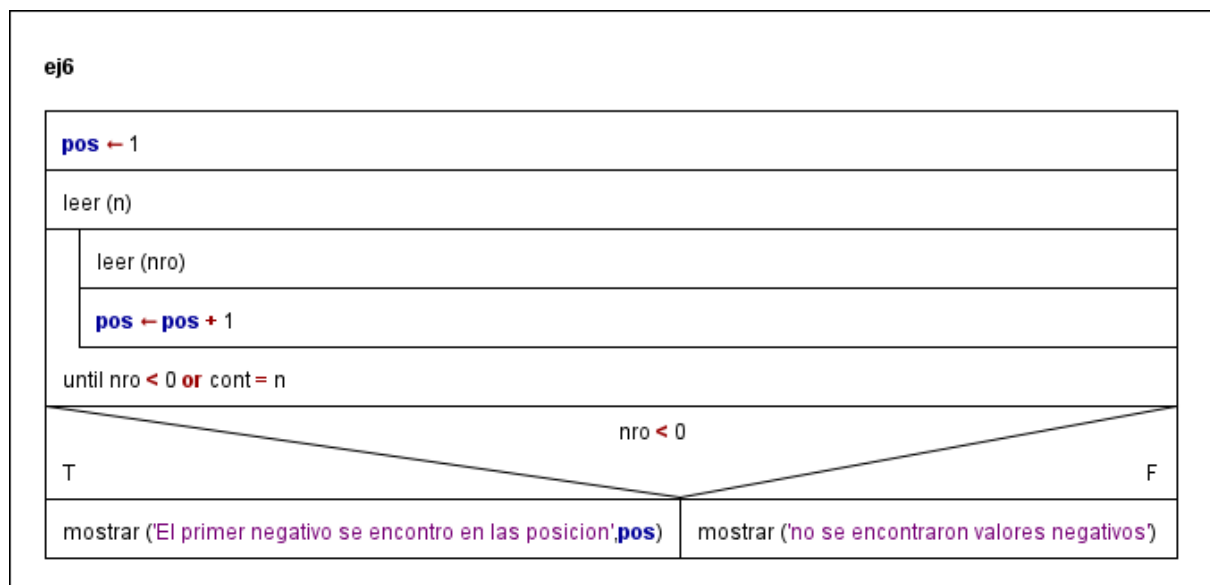 ej6
pos ← 1
leer (n)
leer (nro)
pos ← pos + 1
until nro < 0 or cont = n
nro < 0
T
F
mostrar ('El primer negativo se encontro en las posicion',pos)
mostrar ('no se encontraron valores negativos')